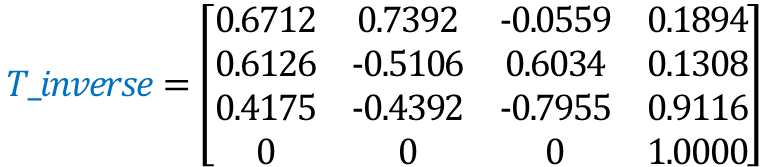 0.6712 0.7392 -0.0559 0.1894
0.6126 -0.5106 0.6034 0.1308
T_inverse =
0.4175 -0.4392 -0.7955 0.9116
0 0 0 1.0000